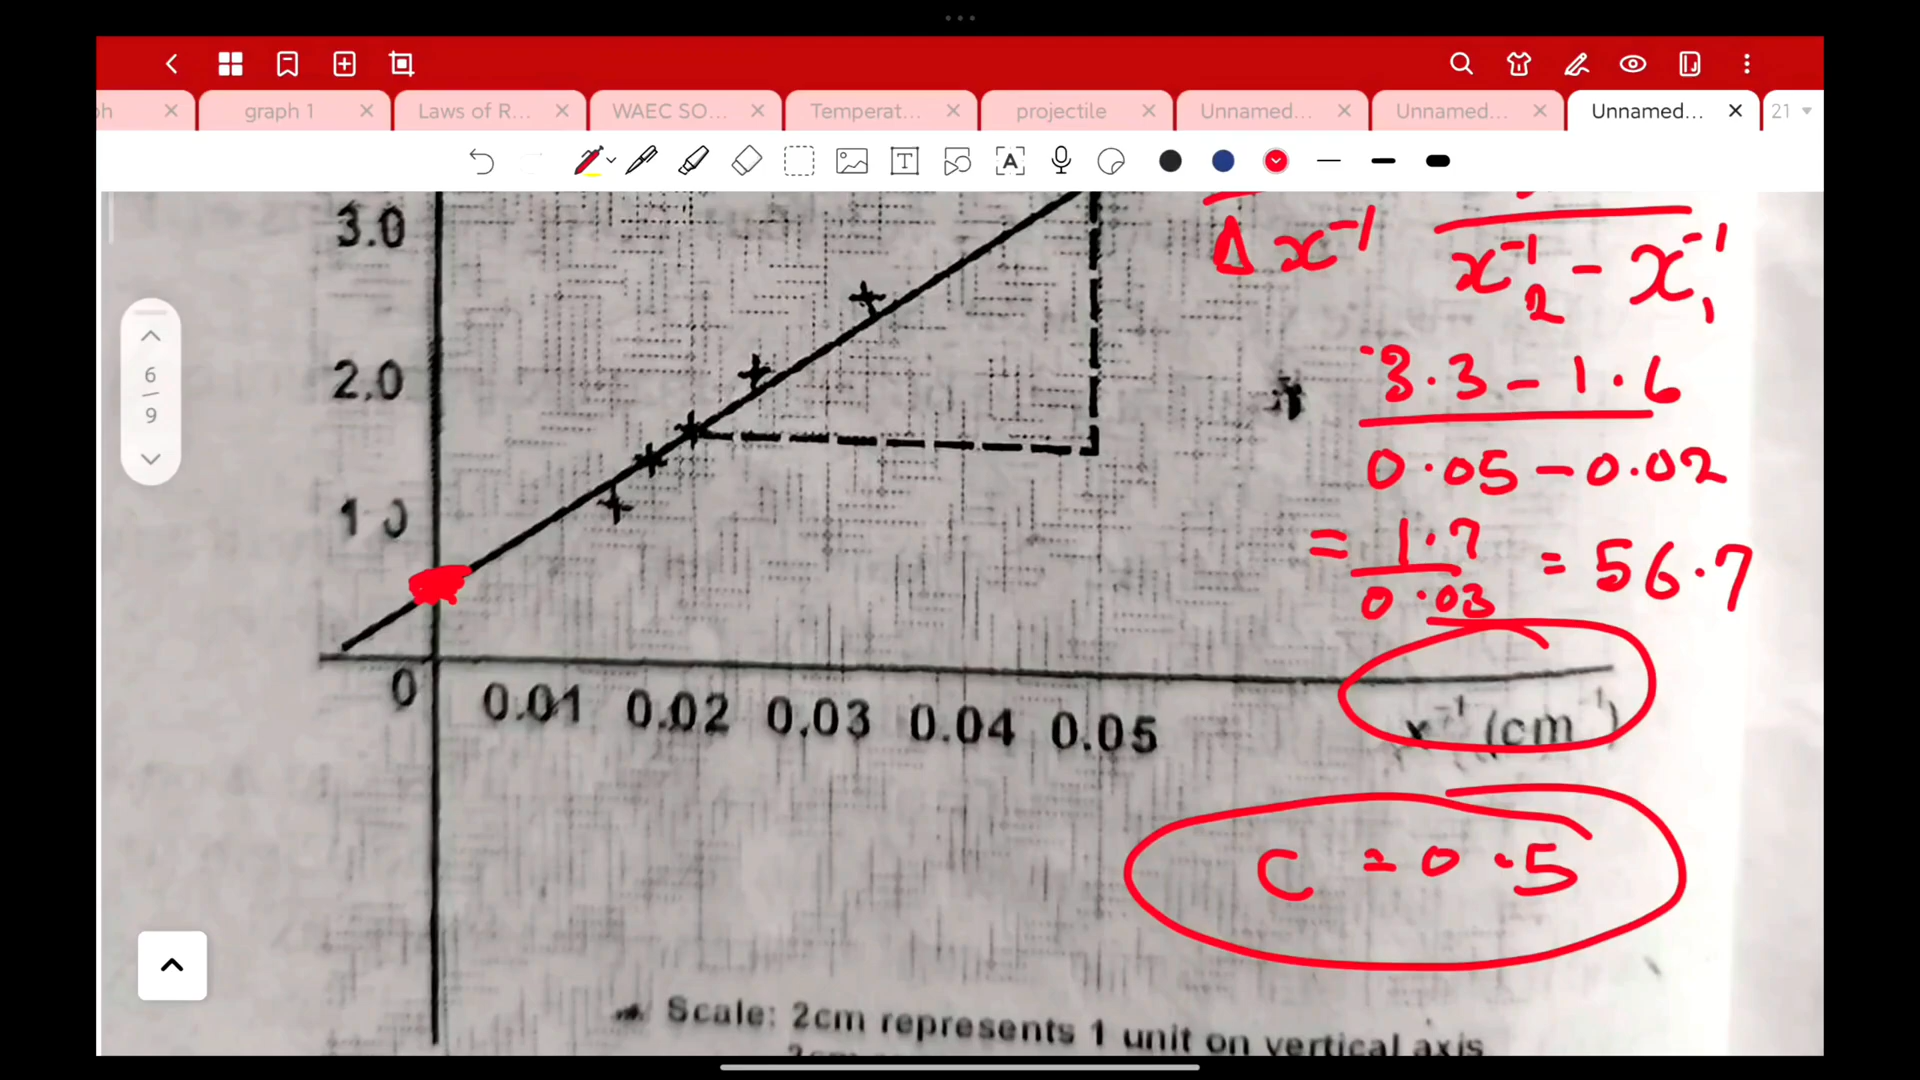 graph 1
Laws of R...
WAEC SO...
Temperat...
projectile
Unnamed...
Unnamed...
Unnamed...
21
T
A
6
9
3.0
2.0
1 0
0
0.01 0.02 0.03 0.04 0.05
x⁻¹ (cm⁻¹)
Δ x⁻¹
x₂⁻¹ – x₁⁻¹
3.3 – 1.6
0.05 – 0.02
= 1.7 = 56.7
0.03
C = 0.5
Scale: 2cm represents 1 unit on vertical axis